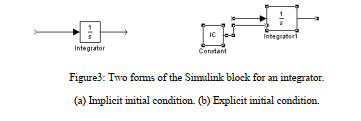 1
s
Integrator
IC
Constant
1
s
Integrator1
Figure3: Two forms of the Simulink block for an integrator.
(a) Implicit initial condition. (b) Explicit initial condition.